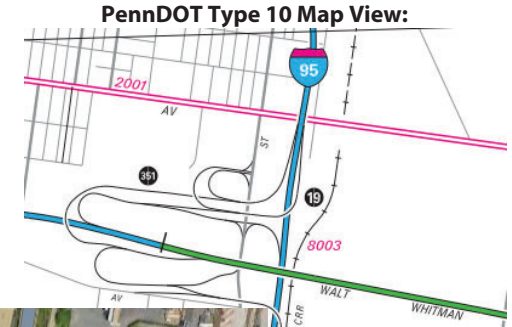 PennDOT Type 10 Map View:
95
2001
AV
ST
351
19
8003
WALT WHITMAN
AV
CRR